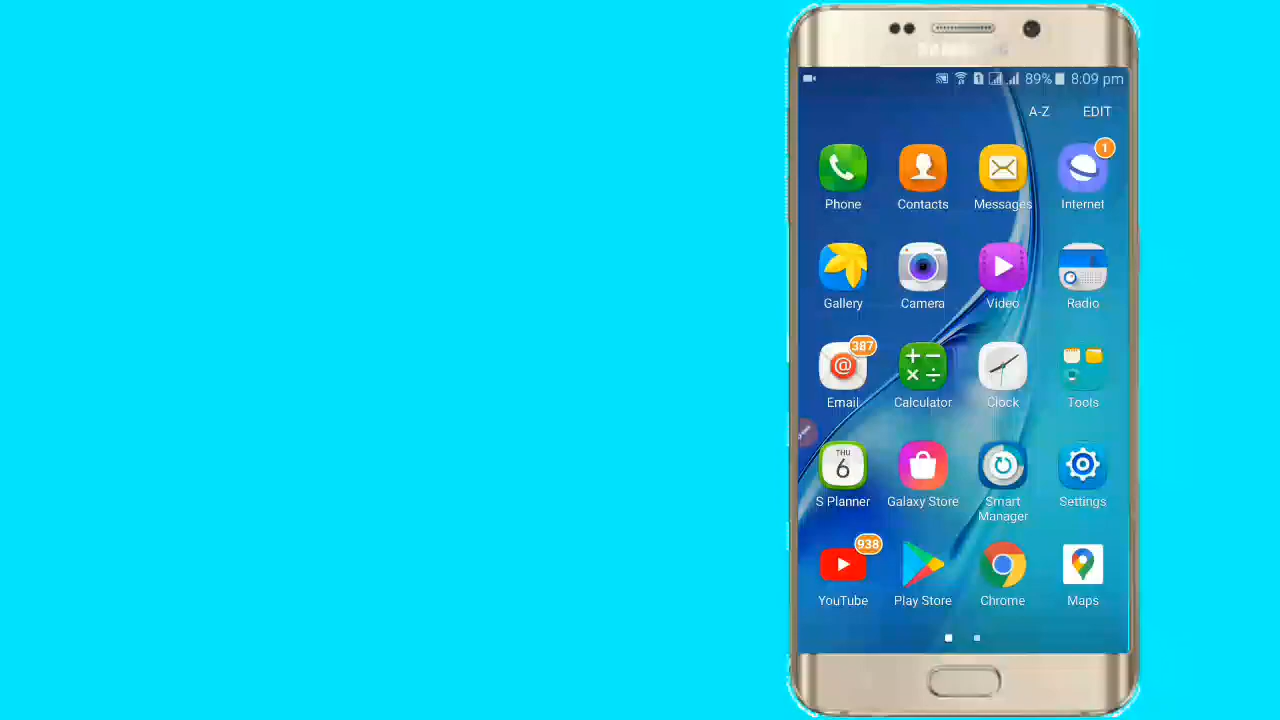 SAMSUNG
89% 8:09 pm
A-Z EDIT
1
Phone Contacts Messages Internet
Gallery Camera Video Radio
387
Email Calculator Clock Tools
THU
6
S Planner Galaxy Store Smart Manager Settings
938
YouTube Play Store Chrome Maps